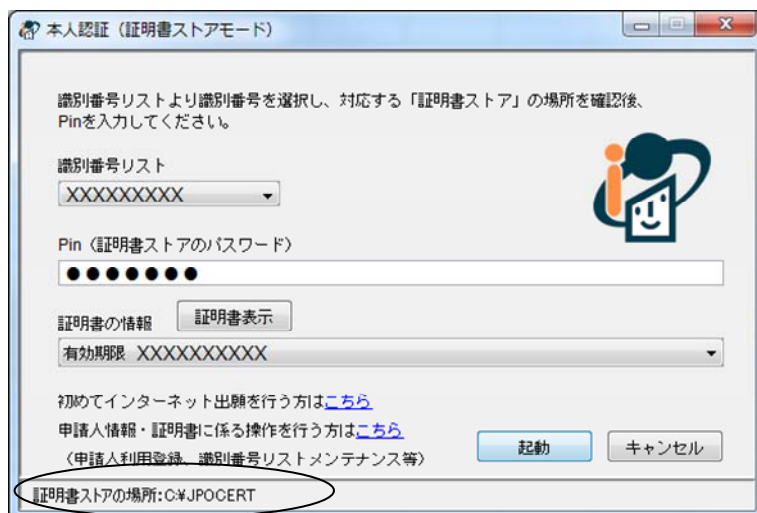 本人認証（証明書ストアモード）
識別番号リストより識別番号を選択し、対応する「証明書ストア」の場所を確認後、
Pinを入力してください。
識別番号リスト
XXXXXXXXX
Pin（証明書ストアのパスワード）
●●●●●●●
証明書の情報 証明書表示
有効期限 XXXXXXXXXX
初めてインターネット出願を行う方はこちら
申請人情報・証明書に係る操作を行う方はこちら
（申請人利用登録、識別番号リストメンテナンス等）
起動 キャンセル
証明書ストアの場所:C:¥JPOCERT